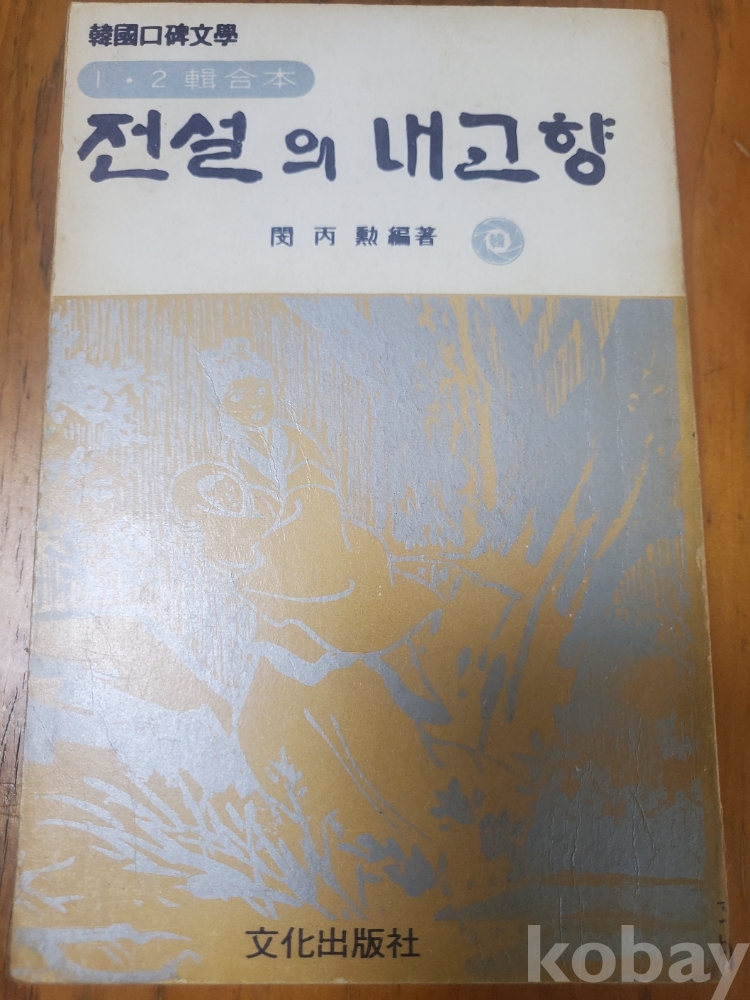 韓國口碑文學
1·2輯合本
전설의 내고향
閔丙勳編著
韓
文化出版社
kobay